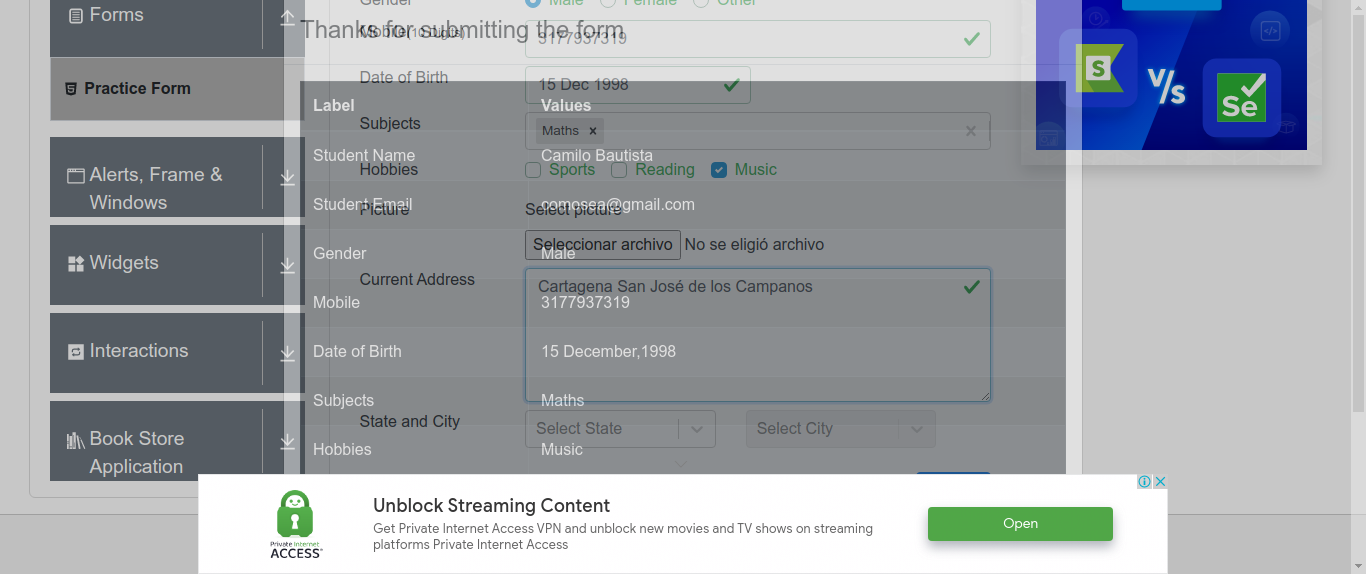 Forms
Practice Form
Alerts, Frame &
Windows
Widgets
Interactions
Book Store
Application
Gender
Male
Female
Other
Thanks for submitting the form
Mobile(10 Digits)
3177937319
Date of Birth
15 Dec 1998
Label
Values
Subjects
Maths ×
×
Student Name
Camilo Bautista
Hobbies
Sports
Reading
Music
Student Email
comosea@gmail.com
Picture
Select picture
Seleccionar archivo
No se eligió archivo
Gender
Male
Current Address
Cartagena San José de los Campanos
Mobile
3177937319
Date of Birth
15 December,1998
Subjects
Maths
State and City
Select State
Select City
Hobbies
Music
S
V/s
Se
Unblock Streaming Content
Get Private Internet Access VPN and unblock new movies and TV shows on streaming
platforms Private Internet Access
Open
Private Internet
ACCESS